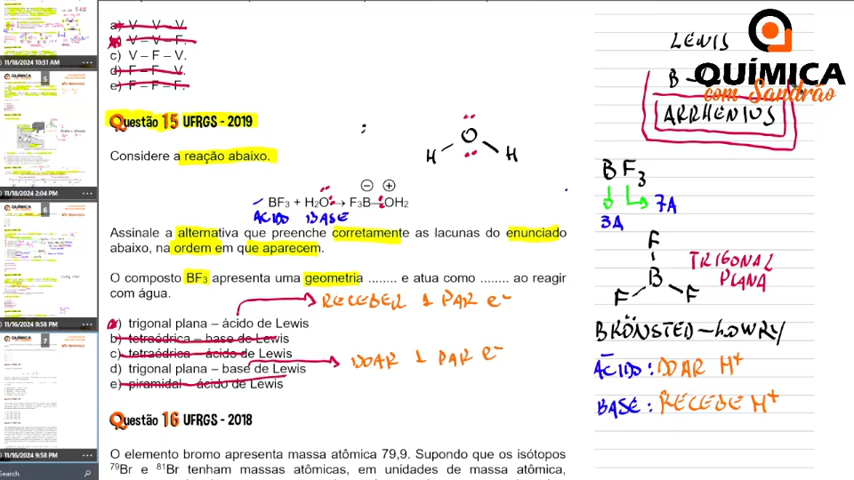 11/18/2024 10:51 AM
5
11/18/2024 2:04 PM
6
11/16/2024 9:58 PM
7
11/16/2024 9:58 PM
Search
a) V – V – V.
b) V – V – F.
c) V – F – V.
d) F – F – V.
e) F – F – F.
Questão 15 UFRGS - 2019
Considere a reação abaixo.
O
H H
⊖ ⊕
BF₃ + H₂O → F₃B—OH₂
ÁCIDO BASE
Assinale a alternativa que preenche corretamente as lacunas do enunciado
abaixo, na ordem em que aparecem.
O composto BF₃ apresenta uma geometria ........ e atua como ........ ao reagir
com água.
RECEBER 1 PAR e⁻
a) trigonal plana – ácido de Lewis
b) tetraédrica – base de Lewis
c) tetraédrica – ácido de Lewis
DOAR 1 PAR e⁻
d) trigonal plana – base de Lewis
e) piramidal – ácido de Lewis
Questão 16 UFRGS - 2018
O elemento bromo apresenta massa atômica 79,9. Supondo que os isótopos
⁷⁹Br e ⁸¹Br tenham massas atômicas, em unidades de massa atômica,
LEWIS
B -
QUÍMICA
com Sandrão
ARRHENIUS
BF₃
7A
3A
F
B
F F
TRIGONAL
PLANA
BRÖNSTED-LOWRY
ÁCIDO: DOAR H⁺
BASE: RECEBE H⁺